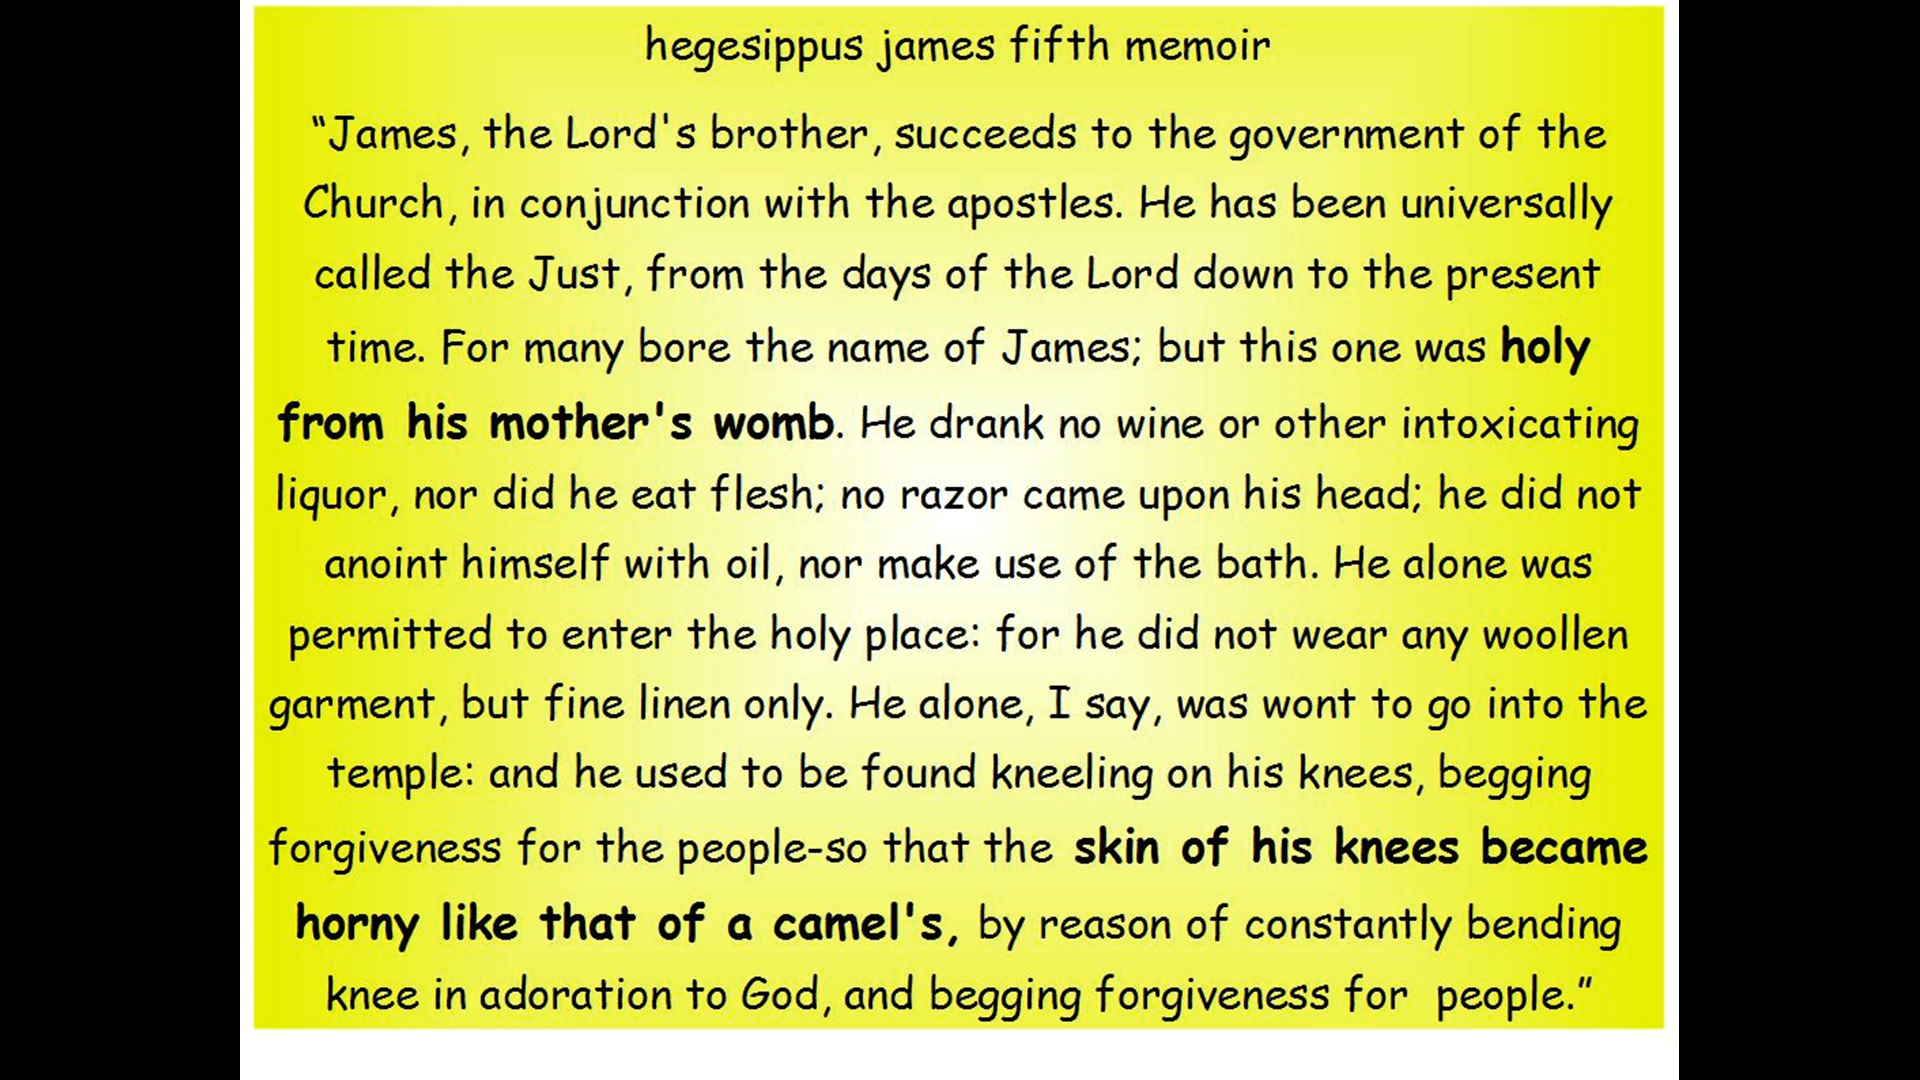 hegesippus james fifth memoir
“James, the Lord's brother, succeeds to the government of the
Church, in conjunction with the apostles. He has been universally
called the Just, from the days of the Lord down to the present
time. For many bore the name of James; but this one was holy
from his mother's womb. He drank no wine or other intoxicating
liquor, nor did he eat flesh; no razor came upon his head; he did not
anoint himself with oil, nor make use of the bath. He alone was
permitted to enter the holy place: for he did not wear any woollen
garment, but fine linen only. He alone, I say, was wont to go into the
temple: and he used to be found kneeling on his knees, begging
forgiveness for the people-so that the skin of his knees became
horny like that of a camel's, by reason of constantly bending
knee in adoration to God, and begging forgiveness for people.”